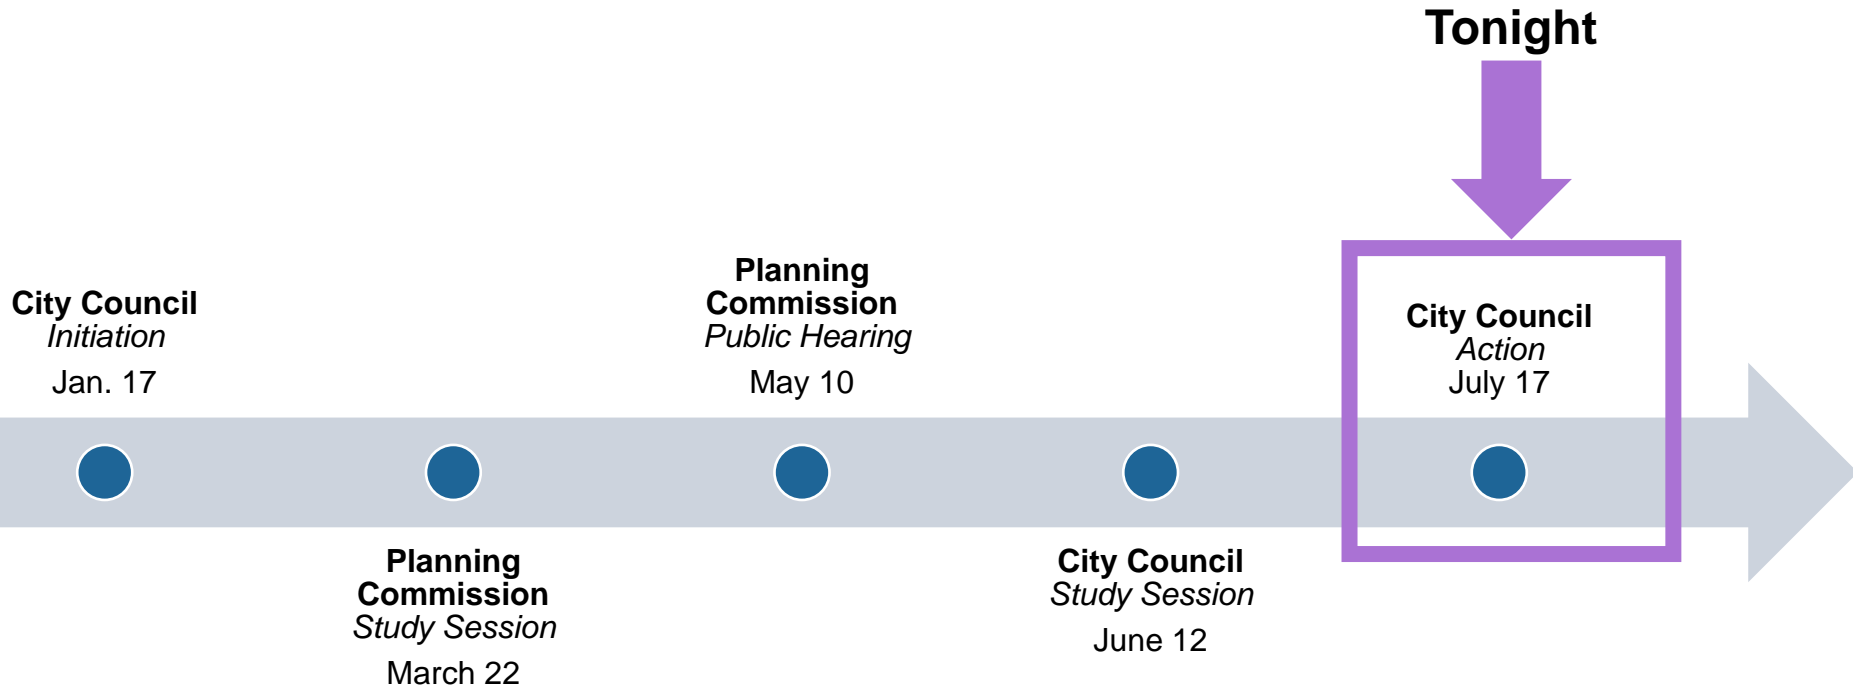 Tonight
City Council
Initiation
Jan. 17
Planning
Commission
Study Session
March 22
Planning
Commission
Public Hearing
May 10
City Council
Study Session
June 12
City Council
Action
July 17